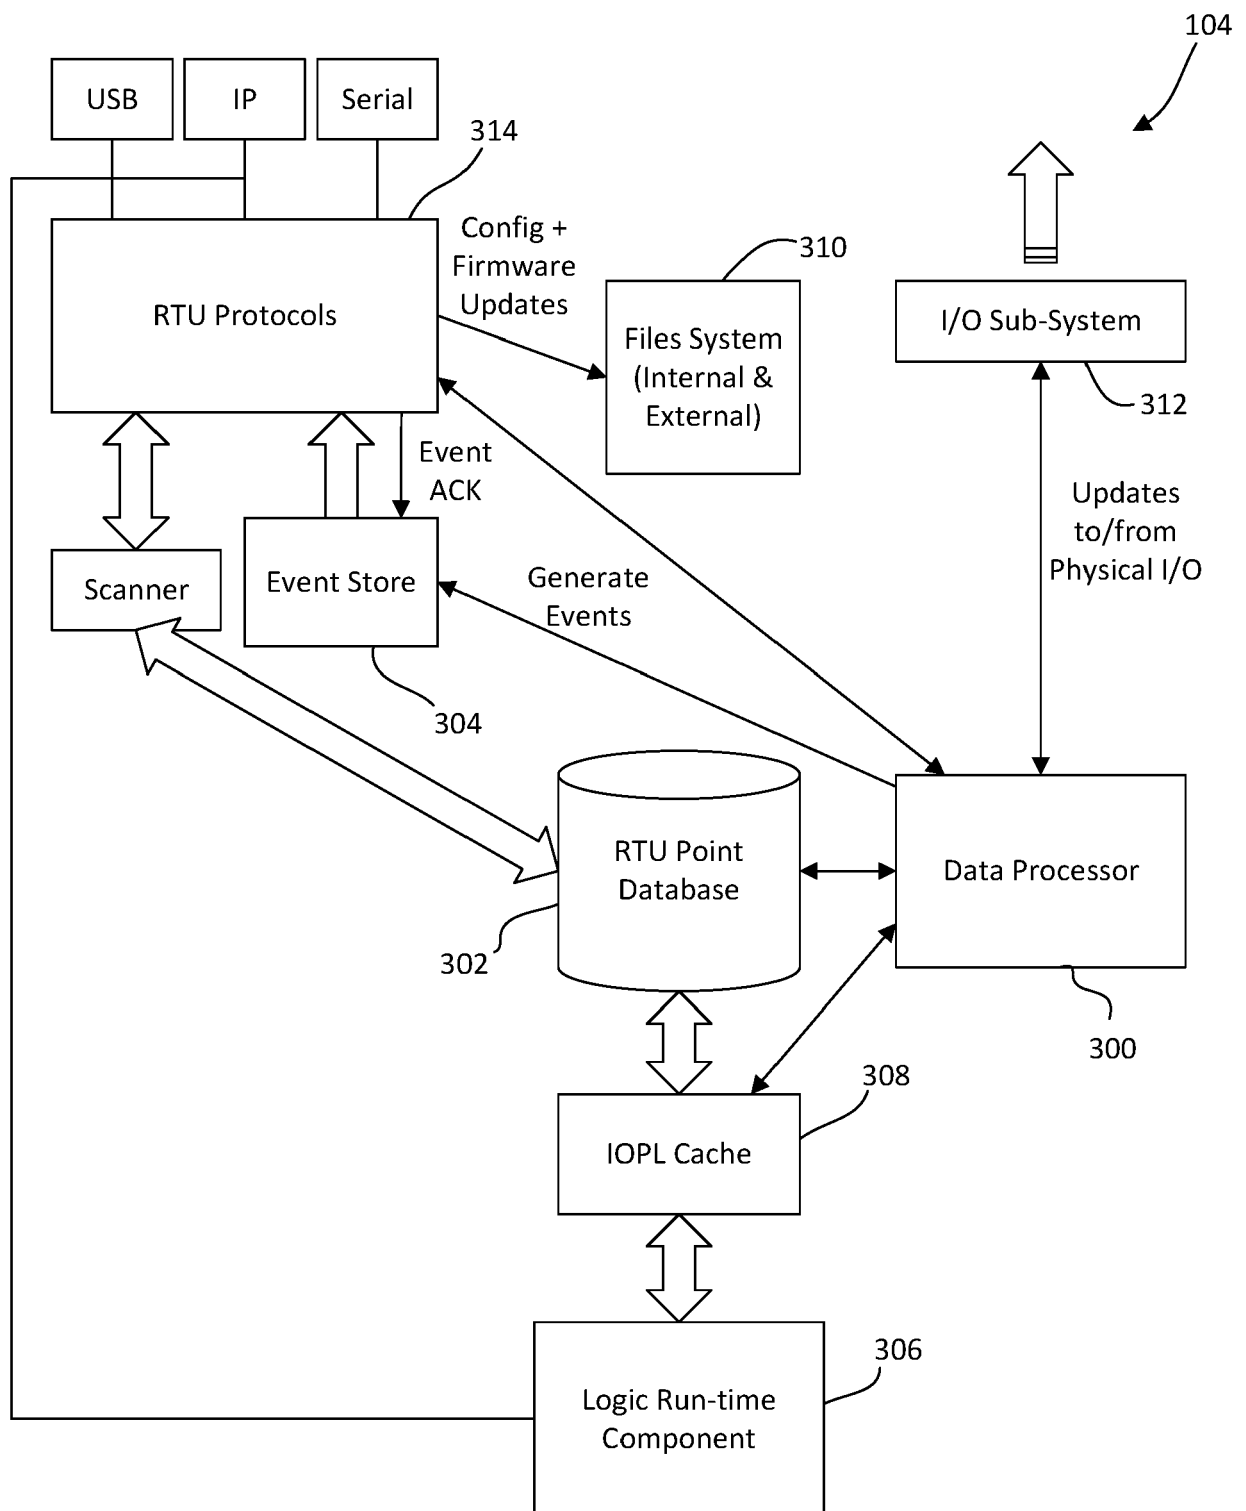 104
USB
IP
Serial
314
Config +
Firmware
Updates
310
RTU Protocols
Files System
(Internal &
External)
I/O Sub-System
312
Event
ACK
Updates
to/from
Physical I/O
Scanner
Event Store
Generate
Events
304
RTU Point
Database
Data Processor
302
300
308
IOPL Cache
306
Logic Run-time
Component